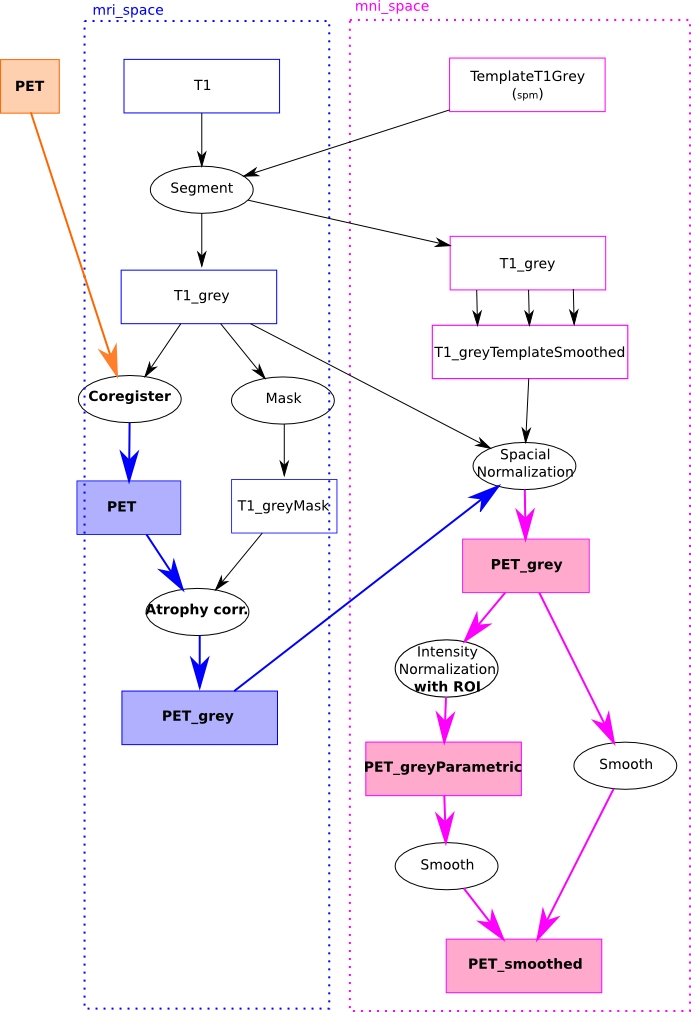 mri_space
mni_space
PET
T1
TemplateT1Grey
(spm)
Segment
T1_grey
T1_grey
T1_greyTemplateSmoothed
Coregister
Mask
Spacial
Normalization
PET
T1_greyMask
PET_grey
Atrophy corr.
Intensity
Normalization
with ROI
PET_grey
PET_greyParametric
Smooth
Smooth
PET_smoothed